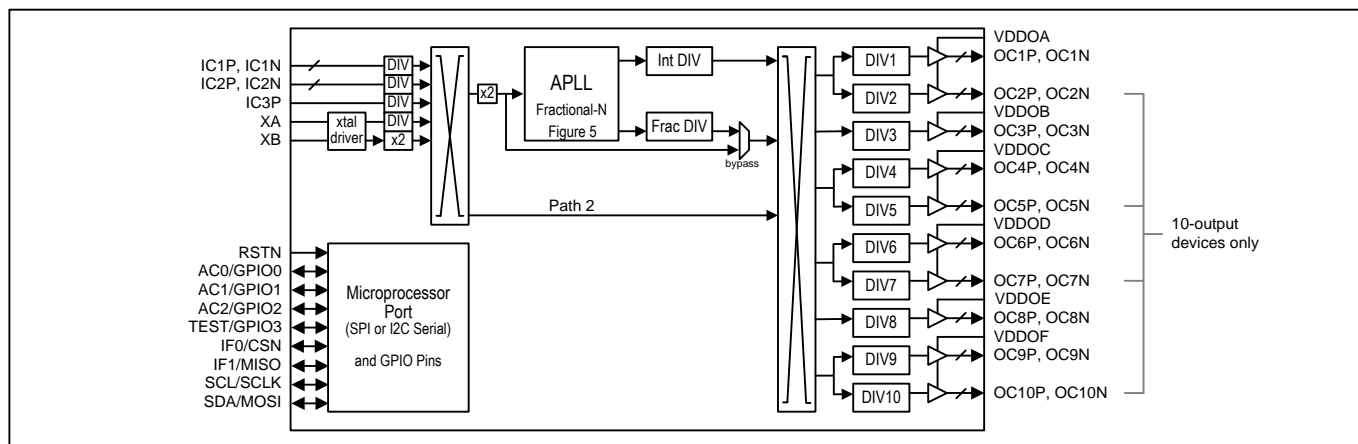 IC1P, IC1N
IC2P, IC2N
IC3P
XA
XB
xtal
driver
DIV
DIV
DIV
DIV
x2
x2
APLL
Fractional-N
Figure 5
Int DIV
Frac DIV
bypass
Path 2
RSTN
AC0/GPIO0
AC1/GPIO1
AC2/GPIO2
TEST/GPIO3
IF0/CSN
IF1/MISO
SCL/SCLK
SDA/MOSI
Microprocessor
Port
(SPI or I2C Serial)
and GPIO Pins
DIV1
DIV2
DIV3
DIV4
DIV5
DIV6
DIV7
DIV8
DIV9
DIV10
VDDOA
OC1P, OC1N
OC2P, OC2N
VDDOB
OC3P, OC3N
VDDOC
OC4P, OC4N
OC5P, OC5N
VDDOD
OC6P, OC6N
OC7P, OC7N
VDDOE
OC8P, OC8N
VDDOF
OC9P, OC9N
OC10P, OC10N
10-output
devices only